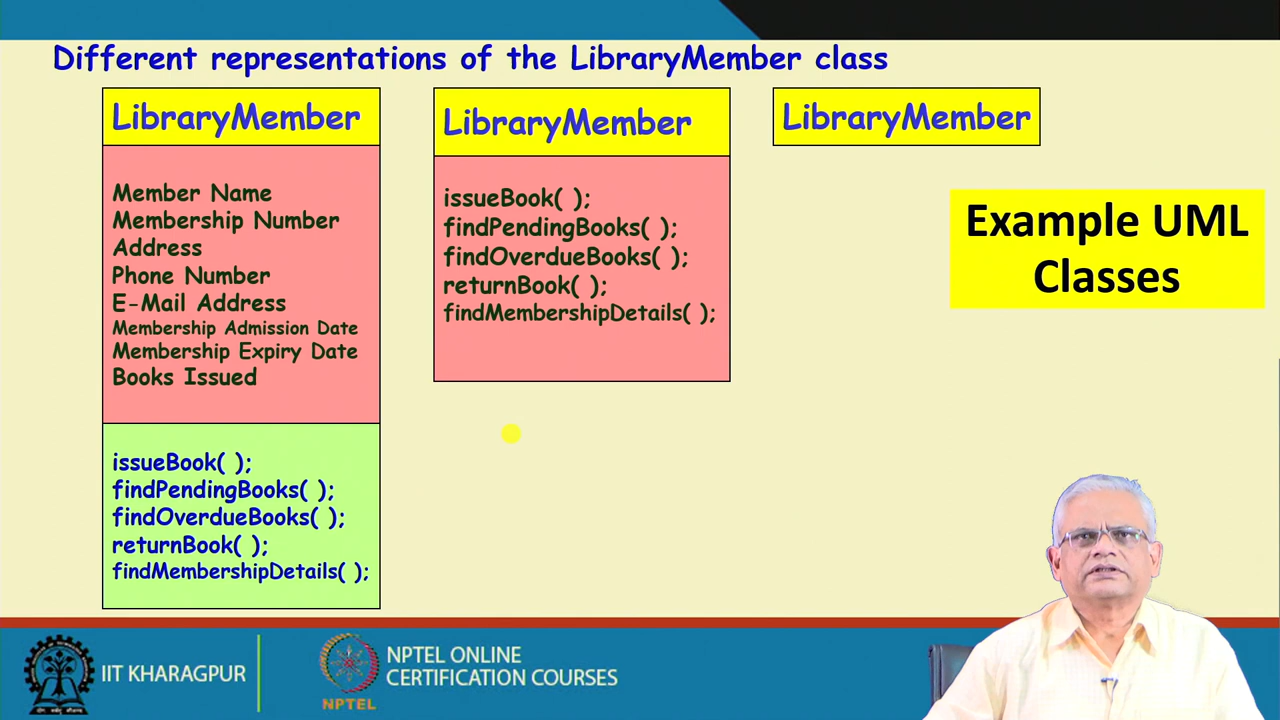 Different representations of the LibraryMember class
LibraryMember
Member Name
Membership Number
Address
Phone Number
E-Mail Address
Membership Admission Date
Membership Expiry Date
Books Issued
issueBook( );
findPendingBooks( );
findOverdueBooks( );
returnBook( );
findMembershipDetails( );
LibraryMember
issueBook( );
findPendingBooks( );
findOverdueBooks( );
returnBook( );
findMembershipDetails( );
LibraryMember
Example UML
Classes
IIT KHARAGPUR
NPTEL
NPTEL ONLINE
CERTIFICATION COURSES